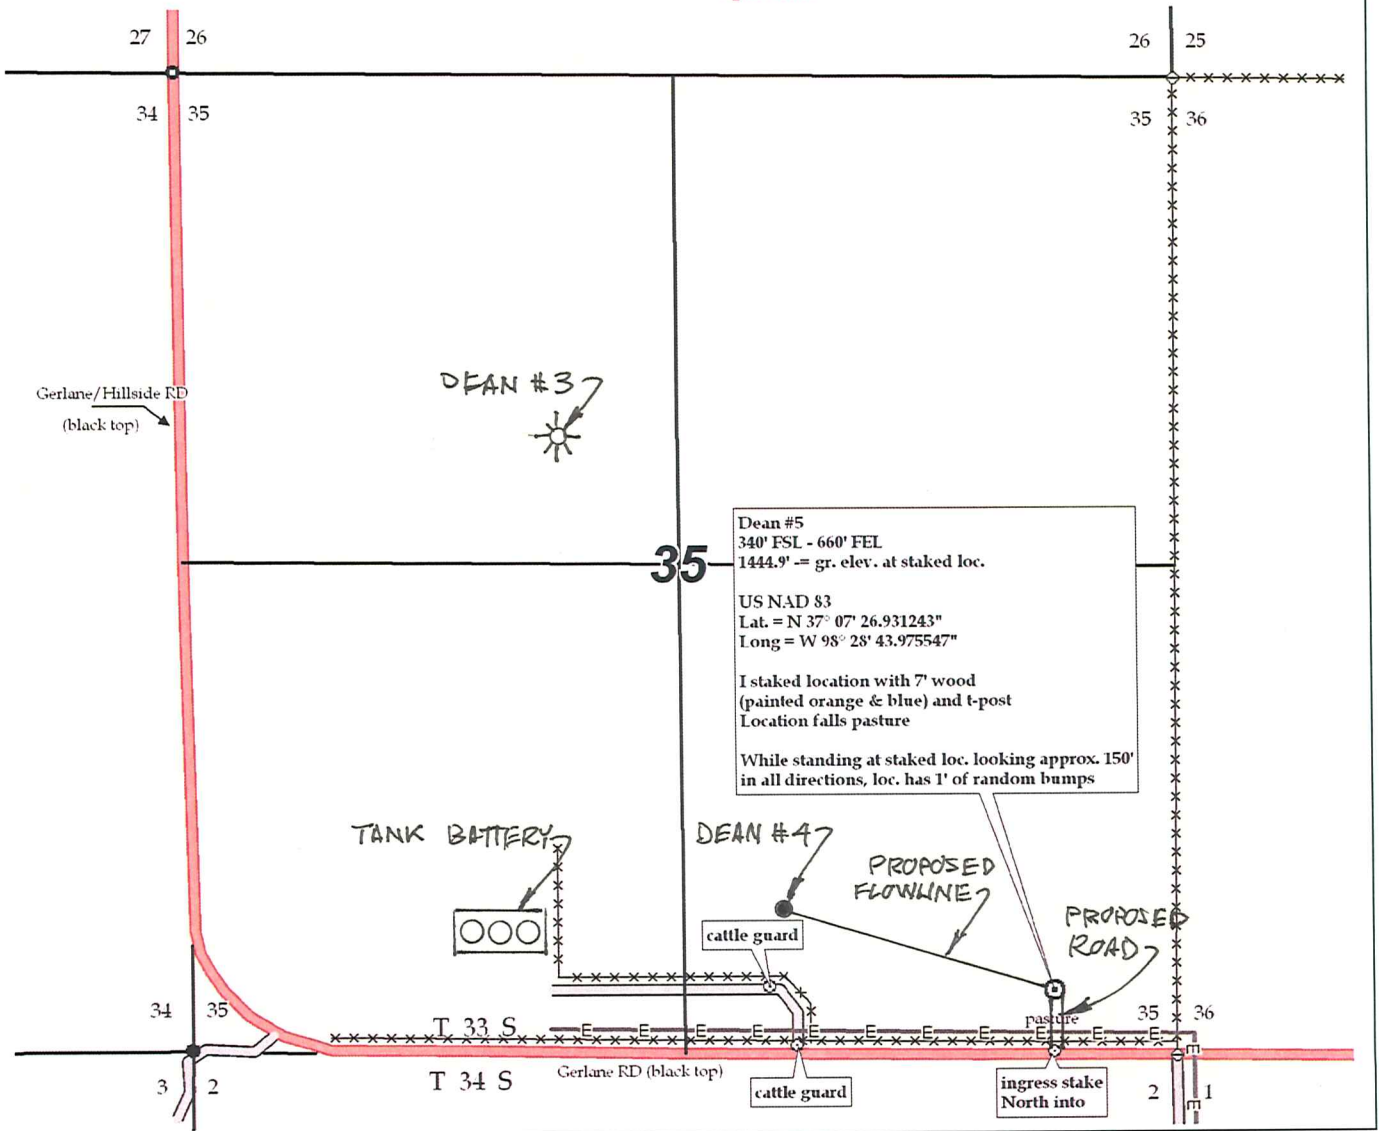 27 26
26 25
34 35
35 36
Gerlane/Hillside RD
(black top)
DEAN #3
35
Dean #5
340' FSL - 660' FEL
1444.9' -= gr. elev. at staked loc.
US NAD 83
Lat. = N 37° 07' 26.931243"
Long = W 98° 28' 43.975547"
I staked location with 7' wood
(painted orange & blue) and t-post
Location falls pasture
While standing at staked loc. looking approx. 150'
in all directions, loc. has 1' of random bumps
TANK BATTERY
DEAN #4
PROPOSED
FLOWLINE
PROPOSED
ROAD
cattle guard
34 35
pasture
35 36
T 33 S
E E E E E E E E E E E
E
E
T 34 S
Gerlane RD (black top)
3 2
cattle guard
ingress stake
North into
2 1